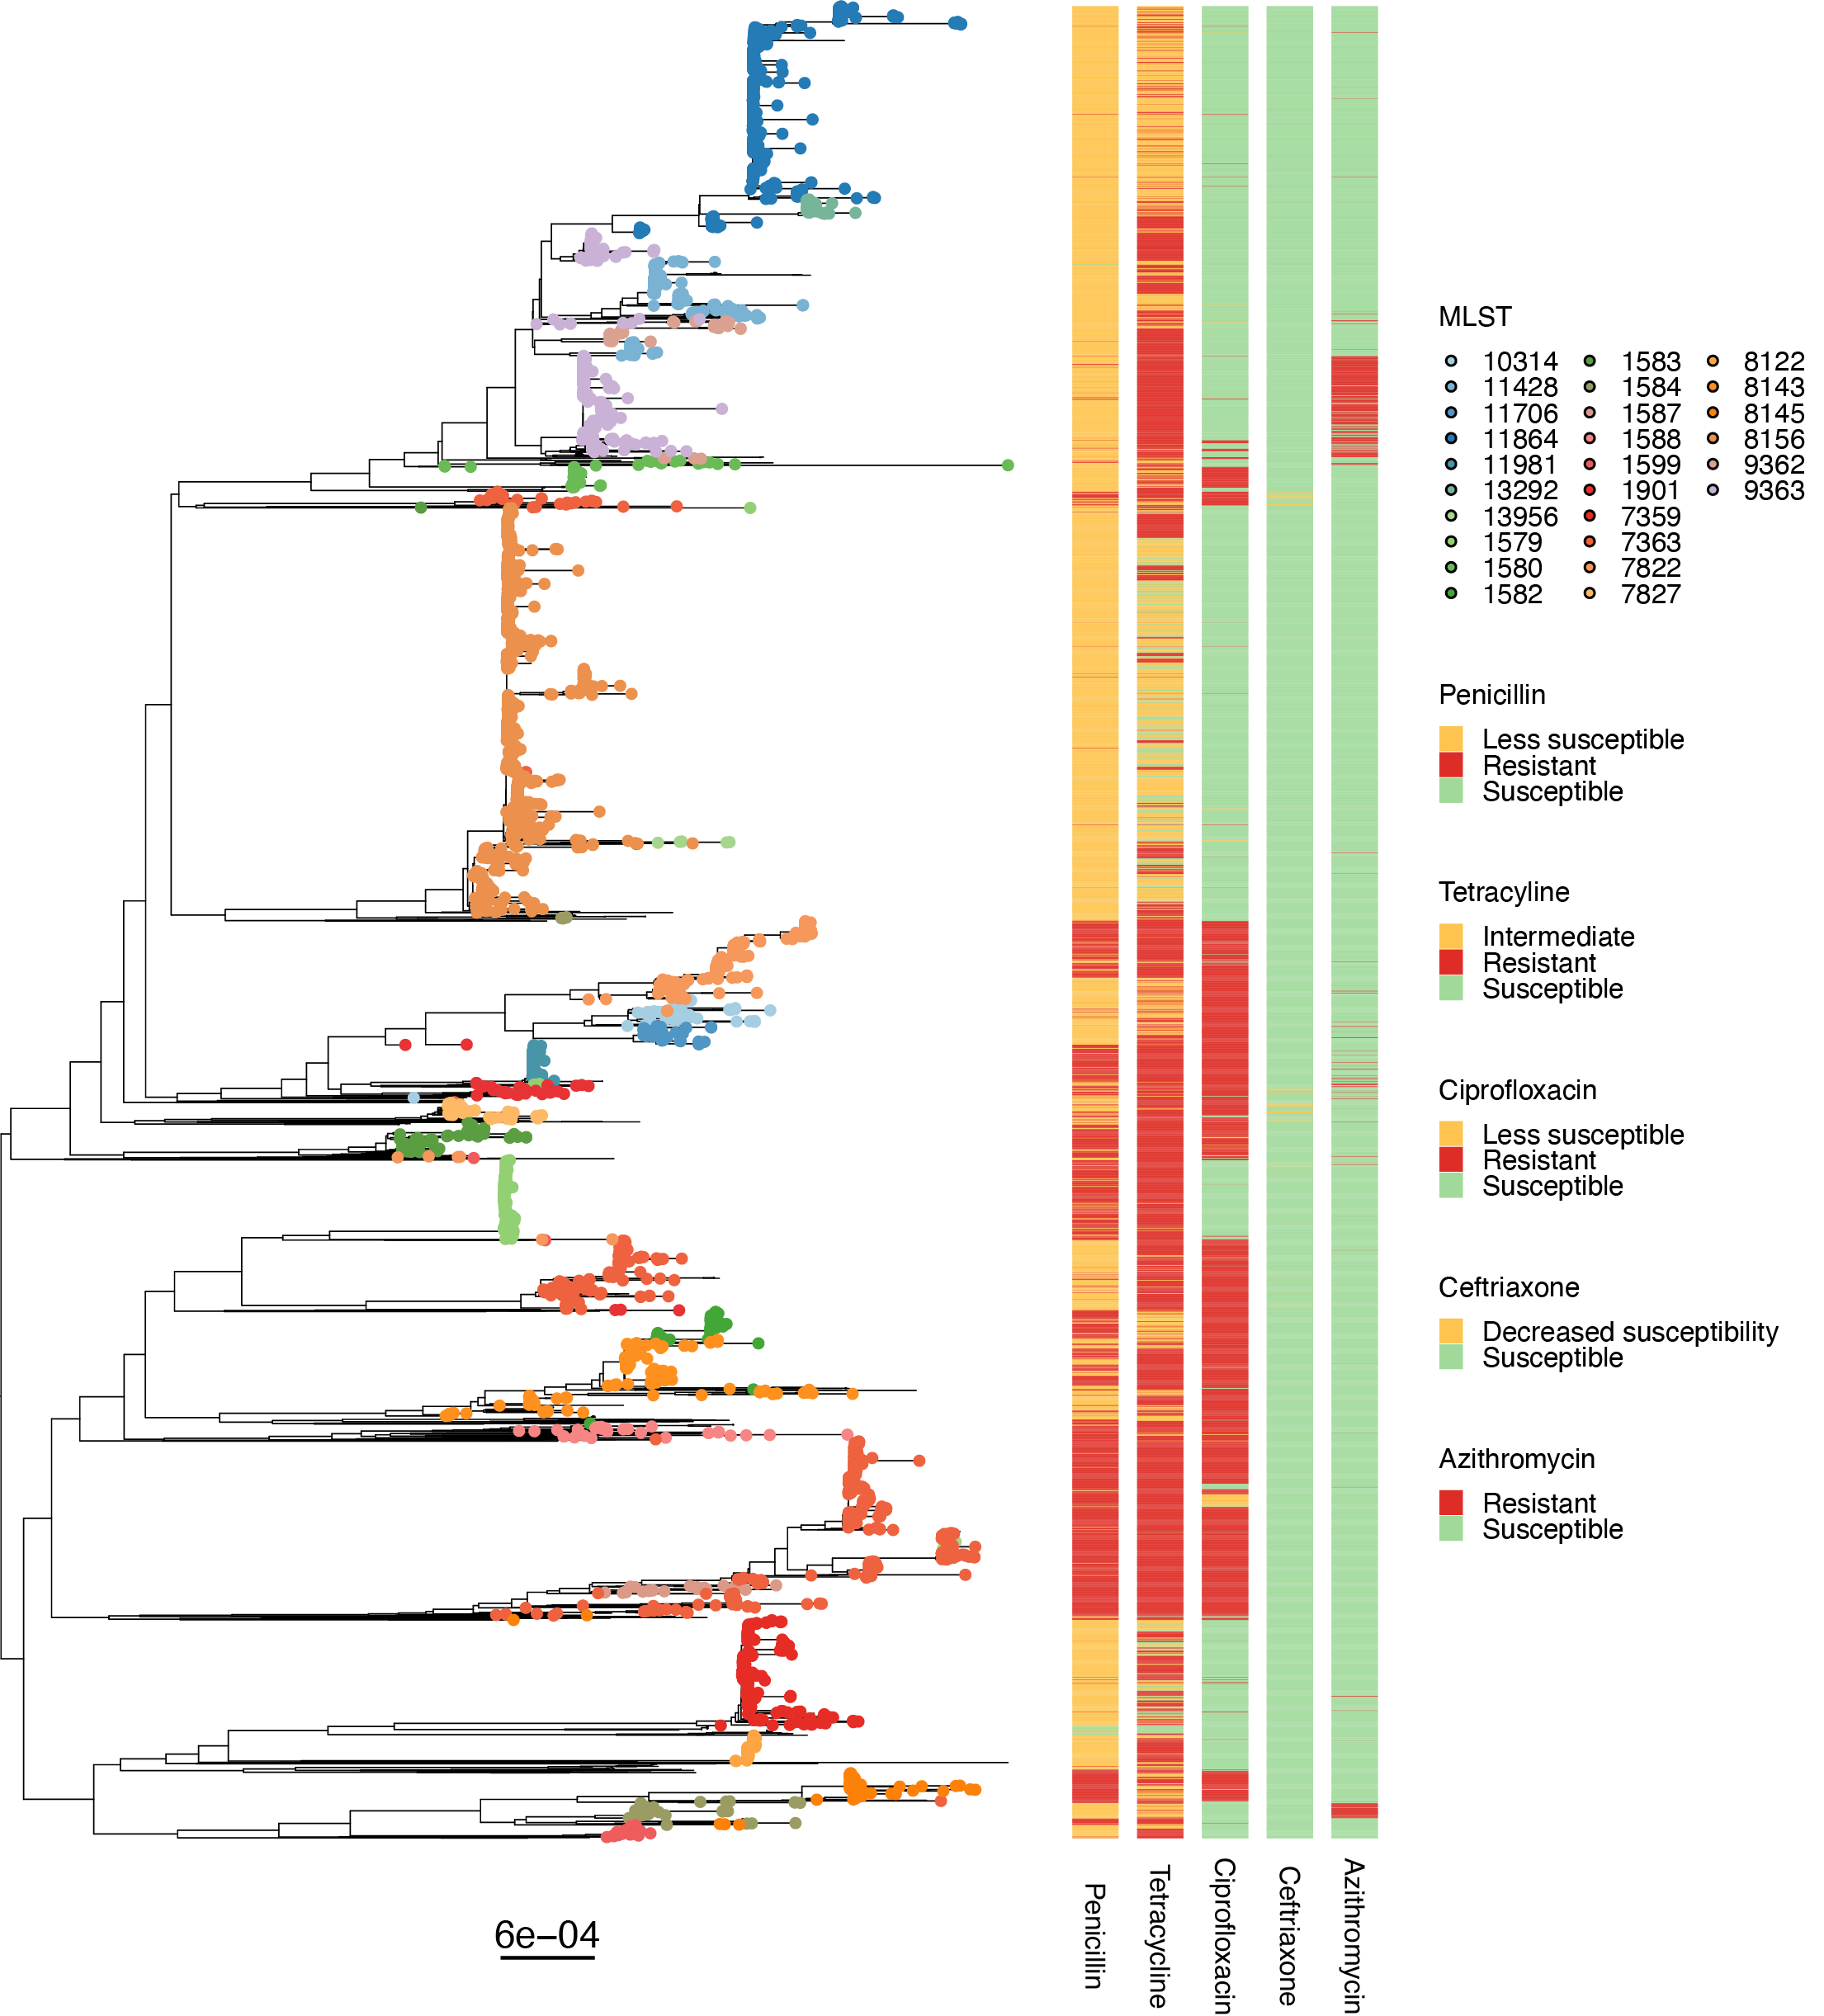 MLST
10314 1583 8122
11428 1584 8143
11706 1587 8145
11864 1588 8156
11981 1599 9362
13292 1901 9363
13956 7359
1579 7363
1580 7822
1582 7827
Penicillin
Less susceptible
Resistant
Susceptible
Tetracyline
Intermediate
Resistant
Susceptible
Ciprofloxacin
Less susceptible
Resistant
Susceptible
Ceftriaxone
Decreased susceptibility
Susceptible
Azithromycin
Resistant
Susceptible
Penicillin
Tetracycline
Ciprofloxacin
Ceftriaxone
Azithromycin
6e−04